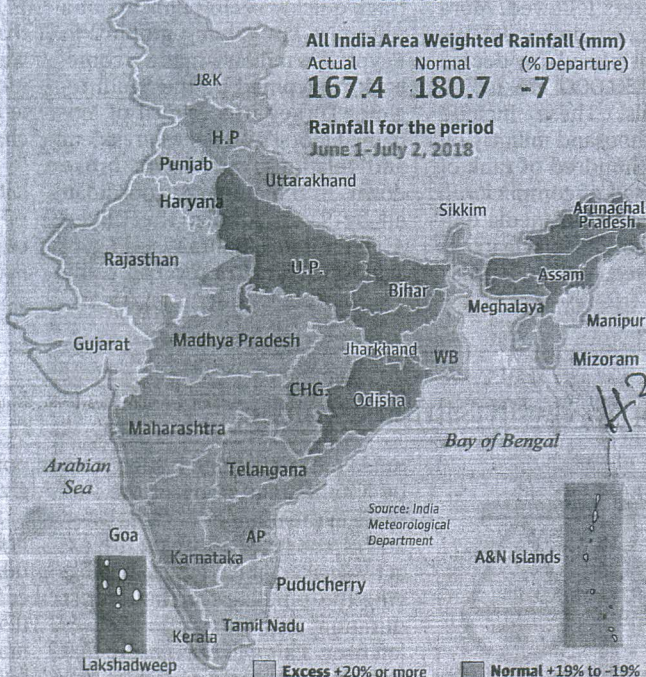 All India Area Weighted Rainfall (mm)
Actual Normal (% Departure)
167.4 180.7 -7
Rainfall for the period
June 1-July 2, 2018
J&K
H.P
Punjab
Uttarakhand
Haryana
Sikkim
Arunachal
Pradesh
Rajasthan
U.P.
Bihar
Assam
Meghalaya
Manipur
Gujarat
Madhya Pradesh
Jharkhand
WB
Mizoram
CHG.
Odisha
Maharashtra
Bay of Bengal
Arabian
Sea
Telangana
Source: India
Meteorological
Department
Goa
AP
A&N Islands
Karnataka
Puducherry
Tamil Nadu
Kerala
Lakshadweep
Excess +20% or more
Normal +19% to -19%